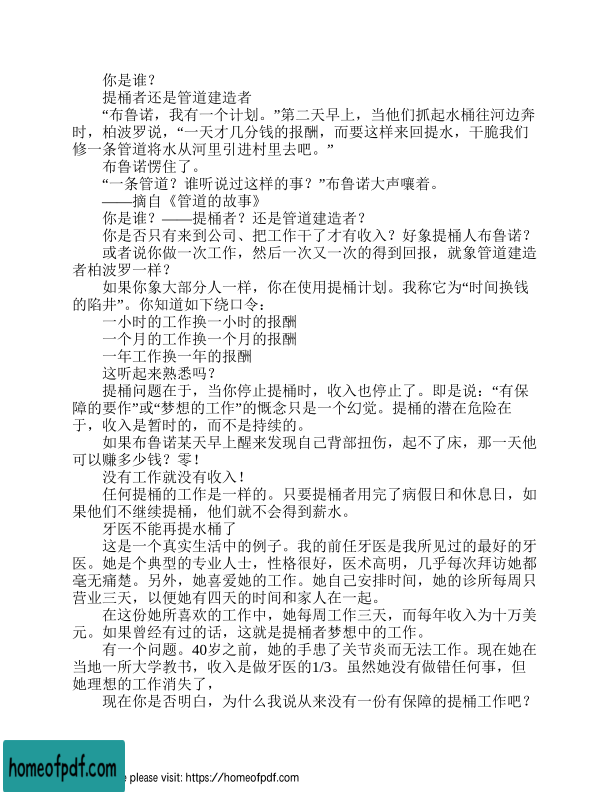 你是谁？
提桶者还是管道建造者
“布鲁诺，我有一个计划。”第二天早上，当他们抓起水桶往河边奔
时，柏波罗说，“一天才几分钱的报酬，而要这样来回提水，干脆我们
修一条管道将水从河里引进村里去吧。”
布鲁诺愣住了。
“一条管道？谁听说过这样的事？”布鲁诺大声嚷着。
——摘自《管道的故事》
你是谁？——提桶者？还是管道建造者？
你是否只有来到公司、把工作干了才有收入？好象提桶人布鲁诺？
或者说你做一次工作，然后一次又一次的得到回报，就象管道建造
者柏波罗一样？
如果你象大部分人一样，你在使用提桶计划。我称它为“时间换钱
的陷井”。你知道如下绕口令：
一小时的工作换一小时的报酬
一个月的工作换一个月的报酬
一年工作换一年的报酬
这听起来熟悉吗？
提桶问题在于，当你停止提桶时，收入也停止了。即是说：“有保
障的要作”或“梦想的工作”的慨念只是一个幻觉。提桶的潜在危险在
于，收入是暂时的，而不是持续的。
如果布鲁诺某天早上醒来发现自己背部扭伤，起不了床，那一天他
可以赚多少钱？零！
没有工作就没有收入！
任何提桶的工作是一样的。只要提桶者用完了病假日和休息日，如
果他们不继续提桶，他们就不会得到薪水。
牙医不能再提水桶了
这是一个真实生活中的例子。我的前任牙医是我所见过的最好的牙
医。她是个典型的专业人士，性格很好，医术高明，几乎每次拜访她都
毫无痛楚。另外，她喜爱她的工作。她自己安排时间，她的诊所每周只
营业三天，以便她有四天的时间和家人在一起。
在这份她所喜欢的工作中，她每周工作三天，而每年收入为十万美
元。如果曾经有过的话，这就是提桶者梦想中的工作。
有一个问题。40岁之前，她的手患了关节炎而无法工作。现在她在
当地一所大学教书，收入是做牙医的1/3。虽然她没有做错任何事，但
她理想的工作消失了，
现在你是否明白，为什么我说从来没有一份有保障的提桶工作吧？
homeofpdf.com
e please visit: https://homeofpdf.com